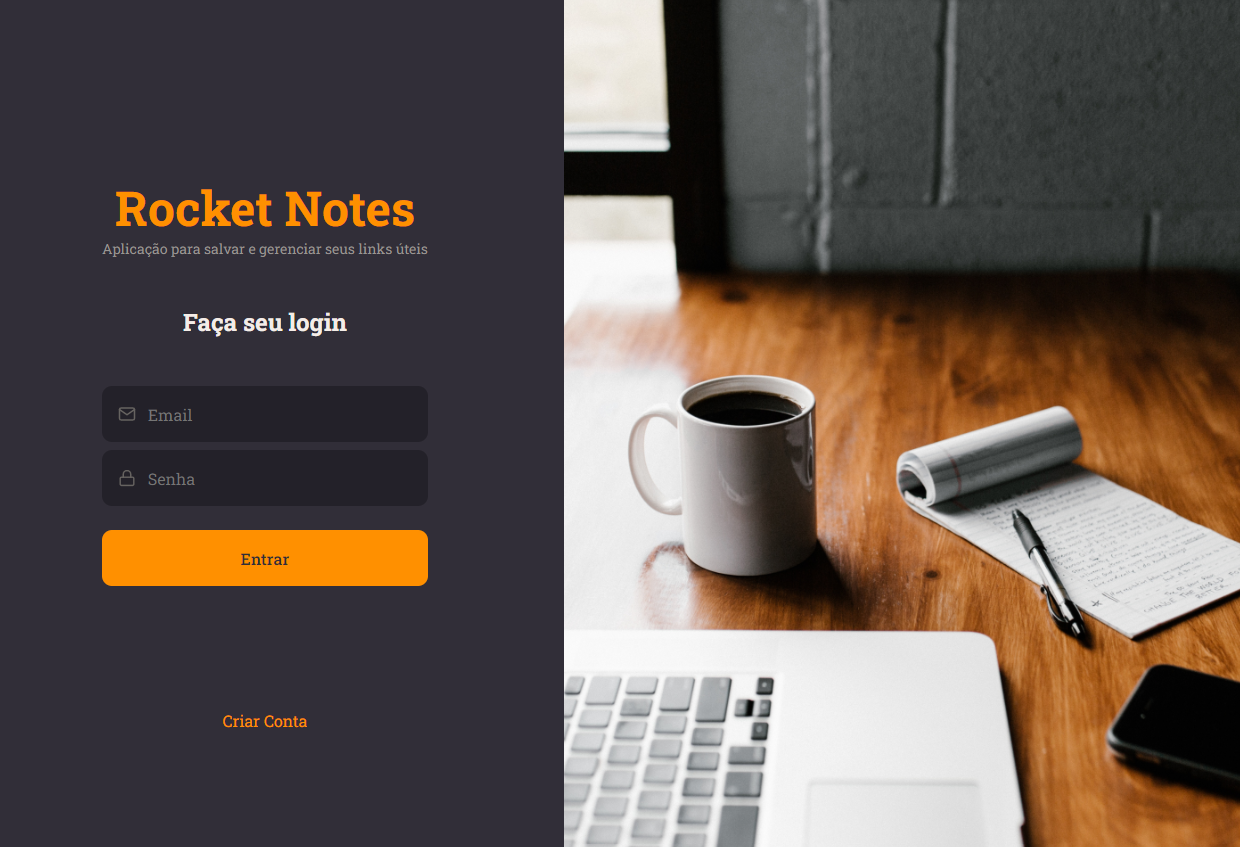 Rocket Notes
Aplicação para salvar e gerenciar seus links úteis
Faça seu login
Email
Senha
Entrar
Criar Conta